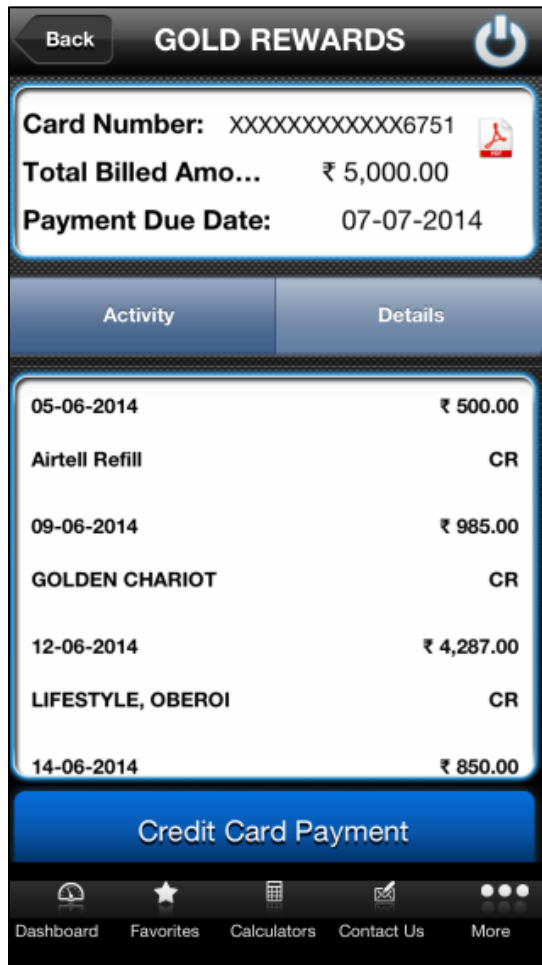 Back GOLD REWARDS
Card Number: XXXXXXXXXXXX6751
PDF
Total Billed Amo... ₹ 5,000.00
Payment Due Date: 07-07-2014
Activity Details
05-06-2014 ₹ 500.00
Airtell Refill CR
09-06-2014 ₹ 985.00
GOLDEN CHARIOT CR
12-06-2014 ₹ 4,287.00
LIFESTYLE, OBEROI CR
14-06-2014 ₹ 850.00
Credit Card Payment
Dashboard Favorites Calculators Contact Us More